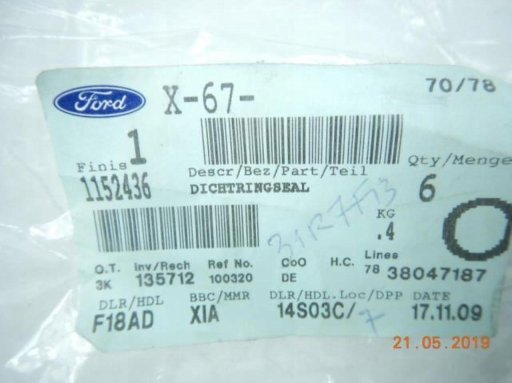 Ford X-67- 70/78
Finis 1 Descr/Bez/Part/Teil Qty/Menge
1152436 DICHTRINGSEAL 6
KG
.4
O.T. Inv/Rech Ref No. CoO H.C. Lines
3K 135712 100320 DE 78 38047187
DLR/HDL BBC/MMR DLR/HDL.Loc/DPP DATE
F18AD XIA 14S03C/7 17.11.09
21.05.2019